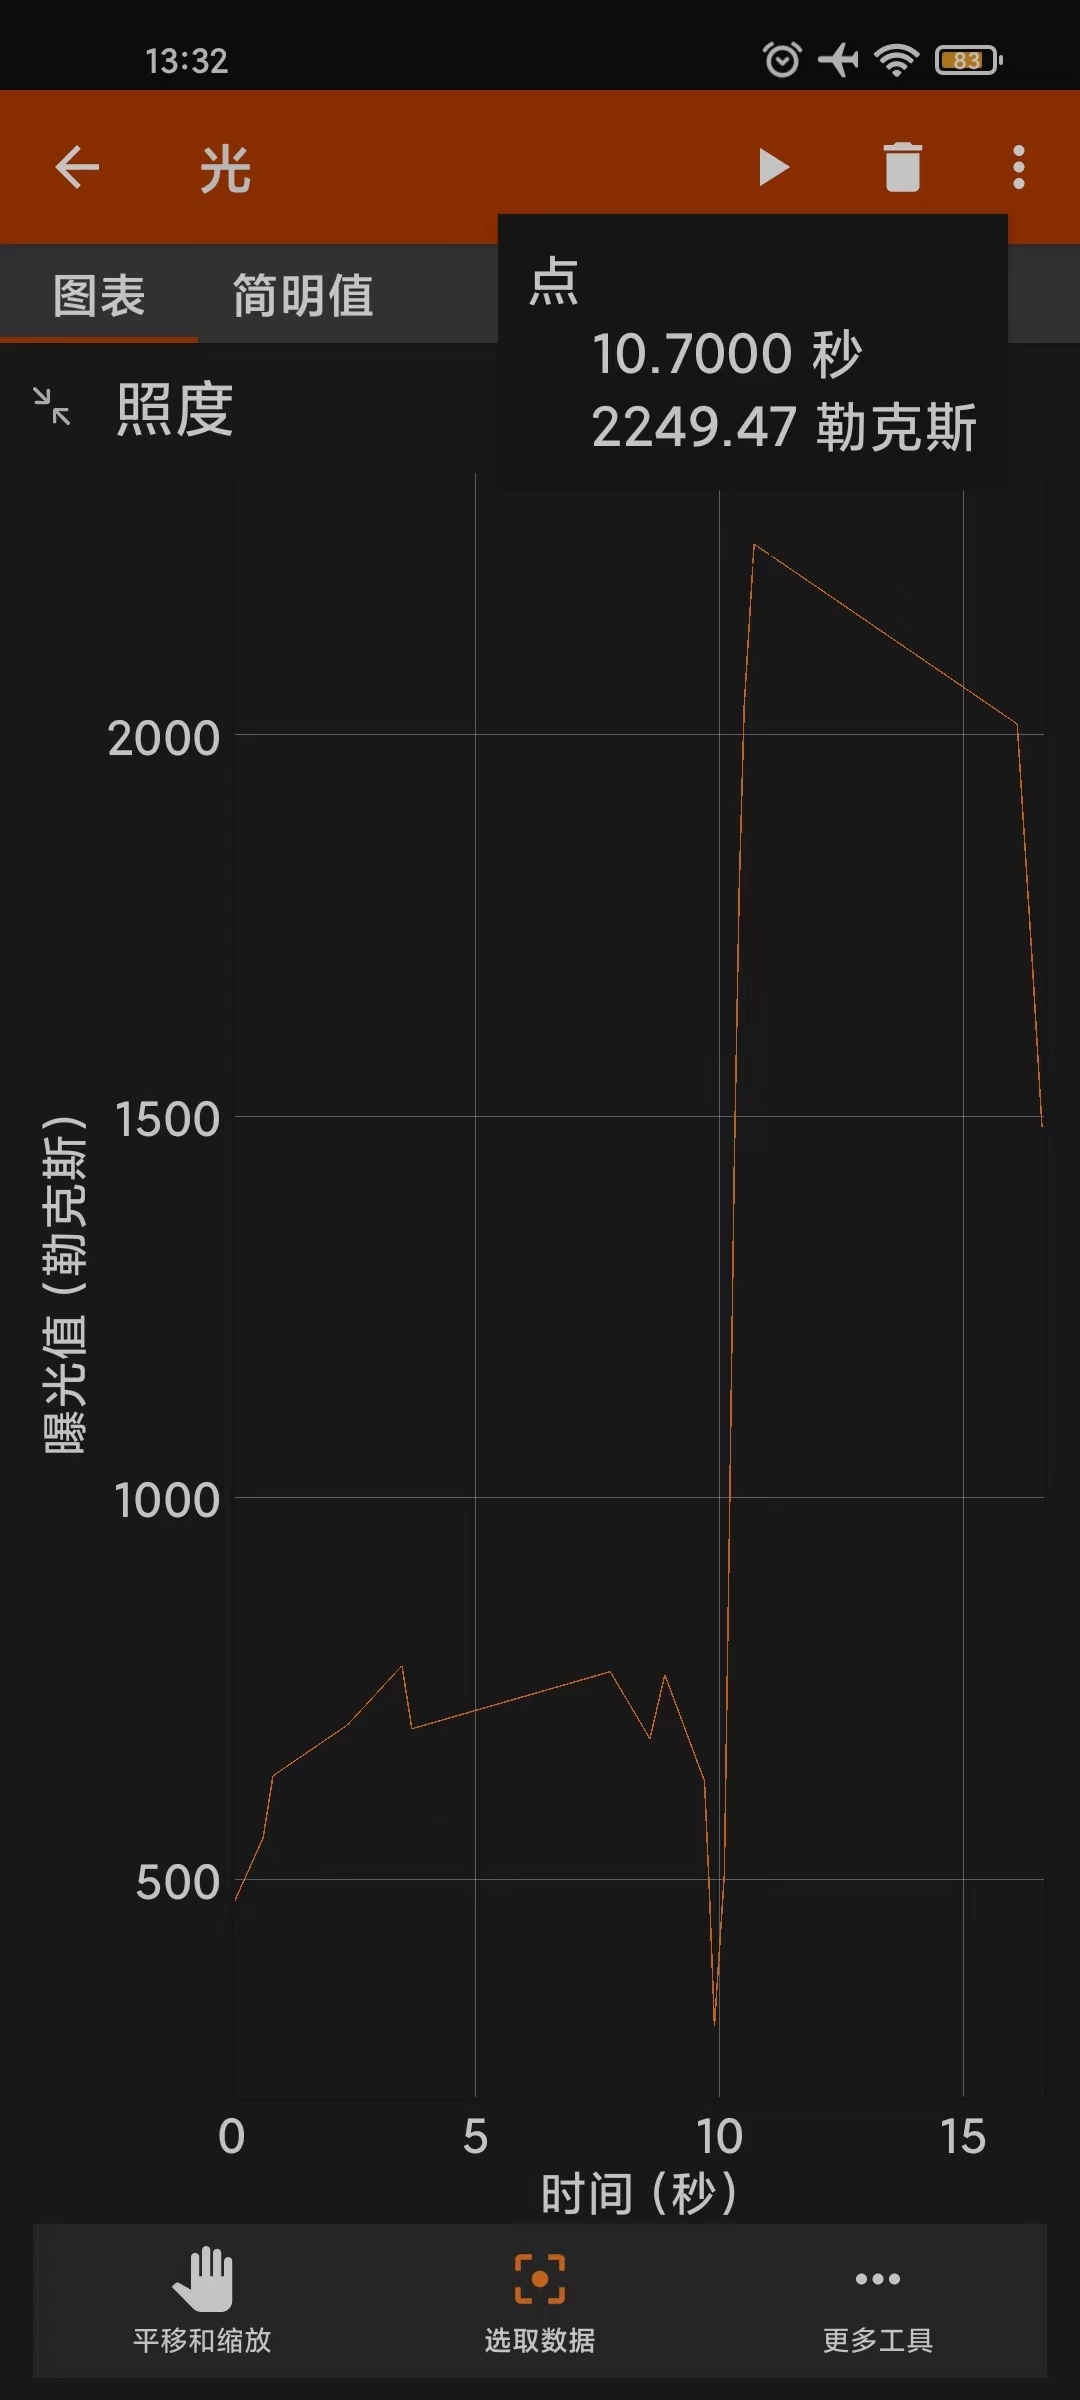 13:32
83
光
点
10.7000 秒
2249.47 勒克斯
图表
简明值
照度
曝光值 (勒克斯)
2000
1500
1000
500
0
5
10
15
时间 (秒)
平移和缩放
选取数据
更多工具